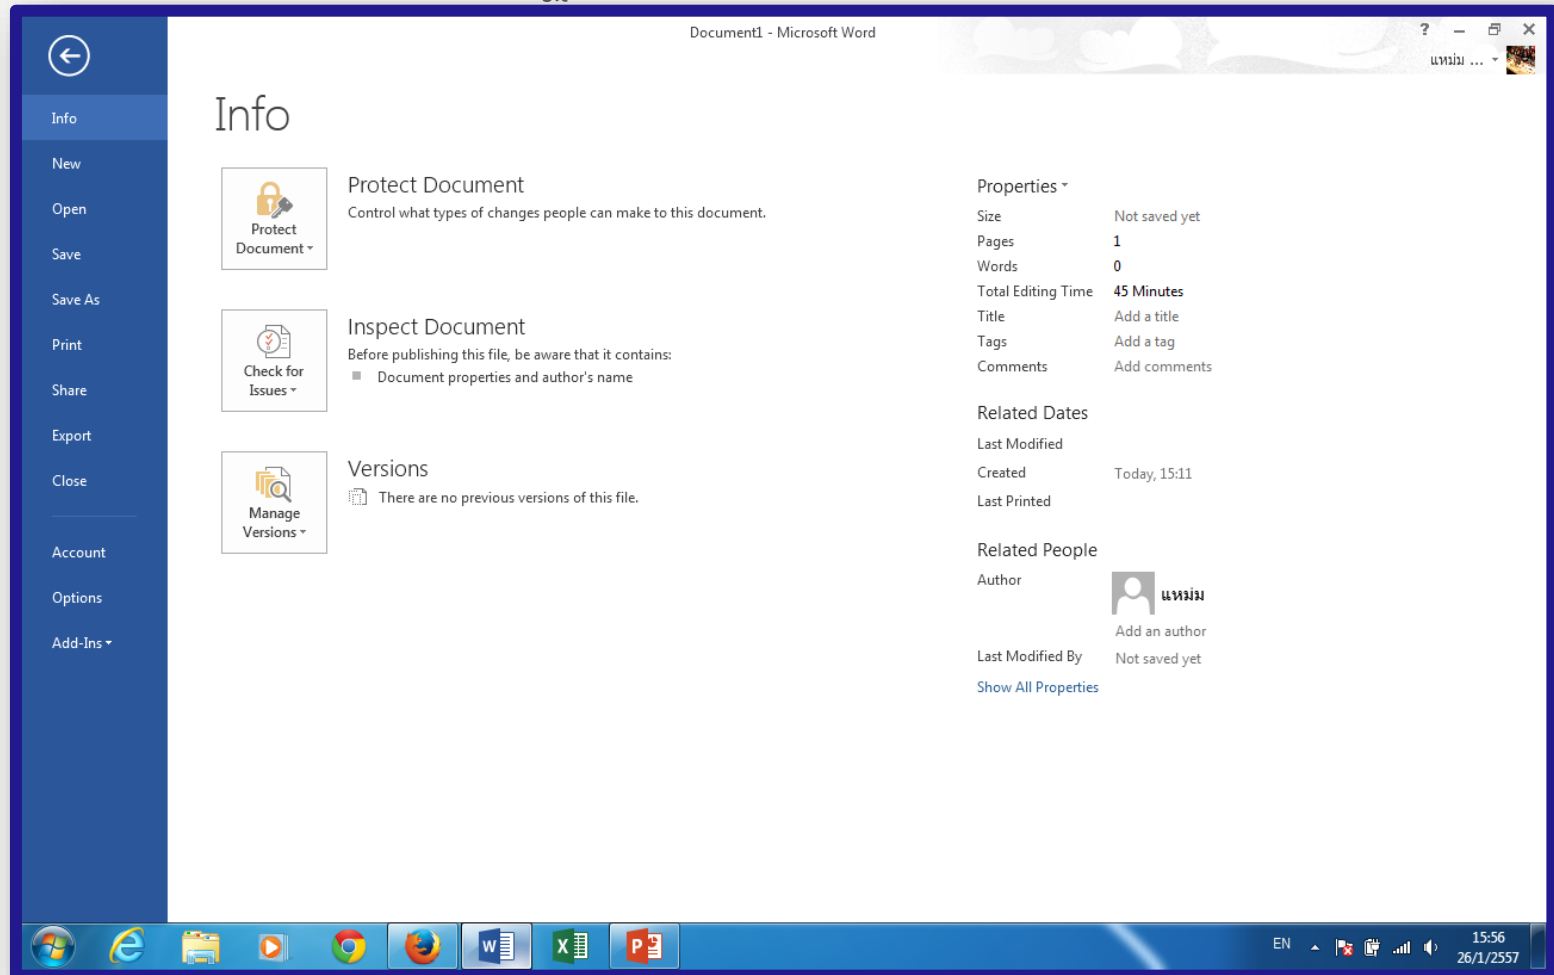 Document1 - Microsoft Word
?
แหม่ม ...
Info
New
Open
Save
Save As
Print
Share
Export
Close
Account
Options
Add-Ins
Info
Protect Document
Protect Document
Control what types of changes people can make to this document.
Check for Issues
Inspect Document
Before publishing this file, be aware that it contains:
Document properties and author's name
Manage Versions
Versions
There are no previous versions of this file.
Properties
Size Not saved yet
Pages 1
Words 0
Total Editing Time 45 Minutes
Title Add a title
Tags Add a tag
Comments Add comments
Related Dates
Last Modified
Created Today, 15:11
Last Printed
Related People
Author แหม่ม
Add an author
Last Modified By Not saved yet
Show All Properties
EN
15:56
26/1/2557